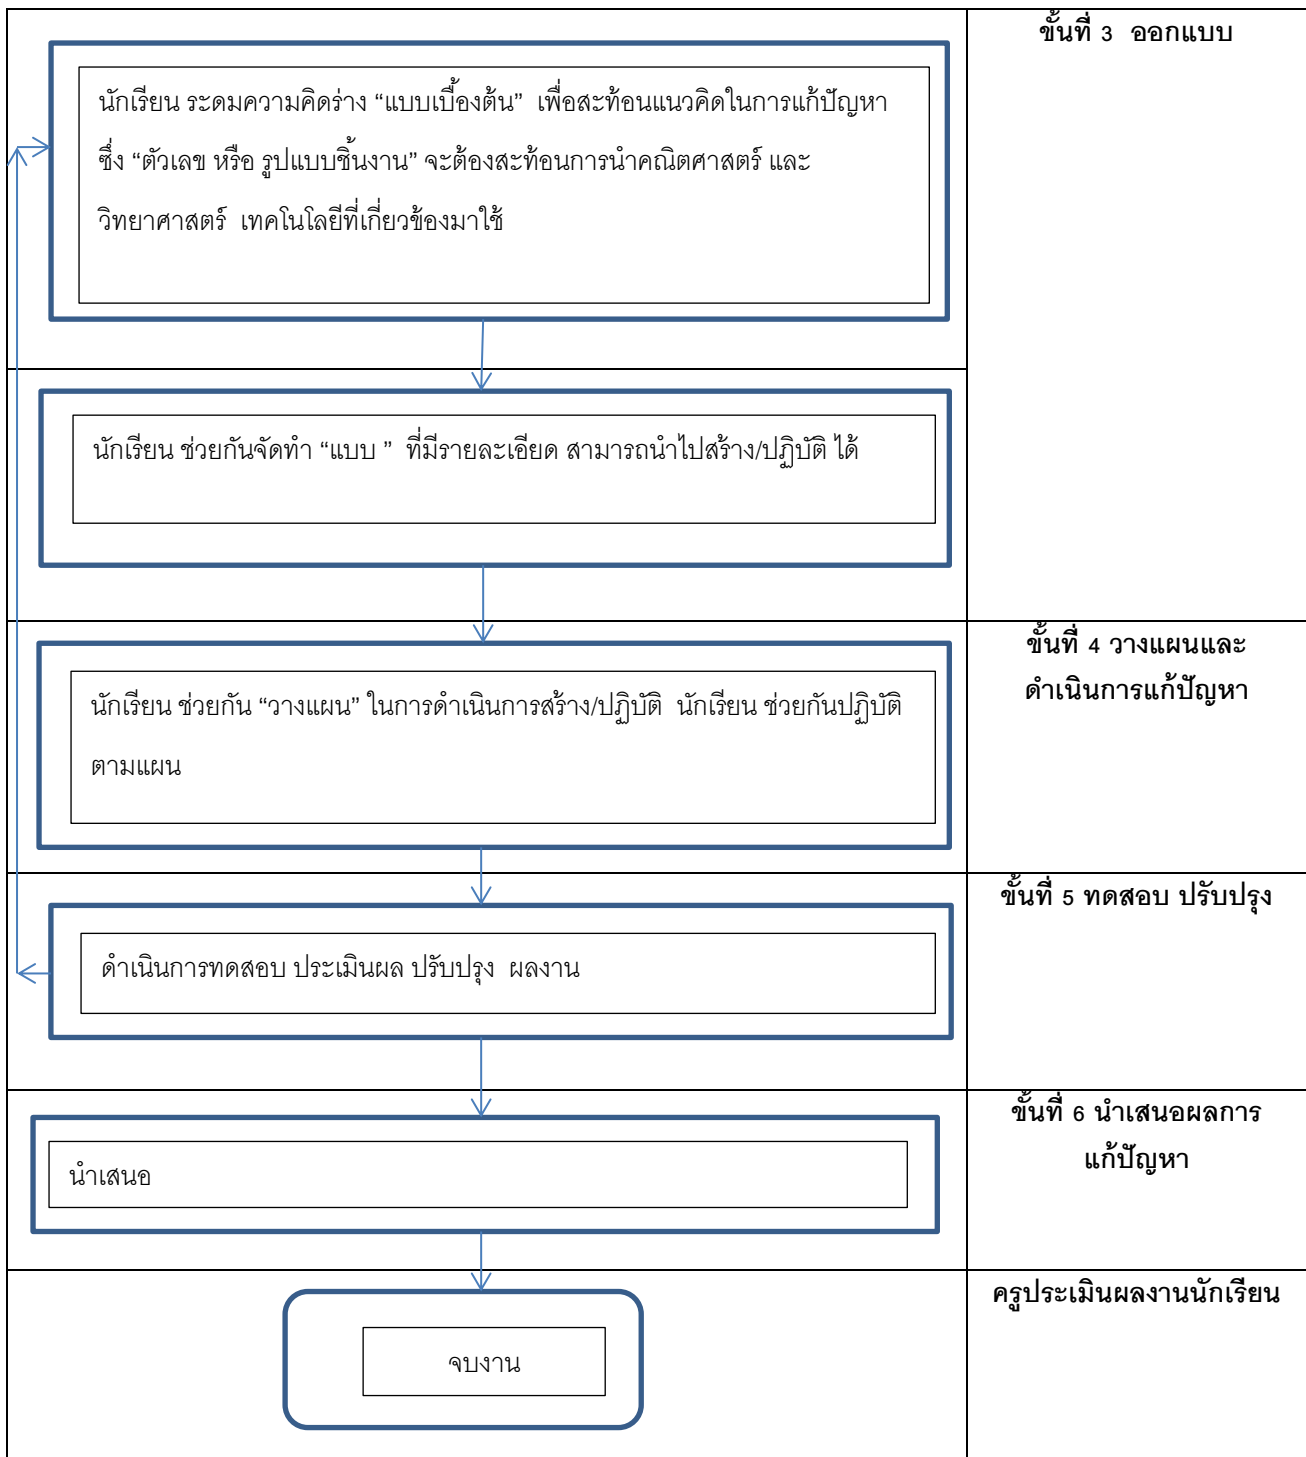 ขั้นที่ 3 ออกแบบ
นักเรียน ระดมความคิดร่าง “แบบเบื้องต้น” เพื่อสะท้อนแนวคิดในการแก้ปัญหา
ซึ่ง “ตัวเลข หรือ รูปแบบชิ้นงาน” จะต้องสะท้อนการนำคณิตศาสตร์ และ
วิทยาศาสตร์ เทคโนโลยีที่เกี่ยวข้องมาใช้
นักเรียน ช่วยกันจัดทำ “แบบ ” ที่มีรายละเอียด สามารถนำไปสร้าง/ปฏิบัติ ได้
ขั้นที่ 4 วางแผนและ
ดำเนินการแก้ปัญหา
นักเรียน ช่วยกัน “วางแผน” ในการดำเนินการสร้าง/ปฏิบัติ นักเรียน ช่วยกันปฏิบัติ
ตามแผน
ขั้นที่ 5 ทดสอบ ปรับปรุง
ดำเนินการทดสอบ ประเมินผล ปรับปรุง ผลงาน
ขั้นที่ 6 นำเสนอผลการ
แก้ปัญหา
นำเสนอ
ครูประเมินผลงานนักเรียน
จบงาน